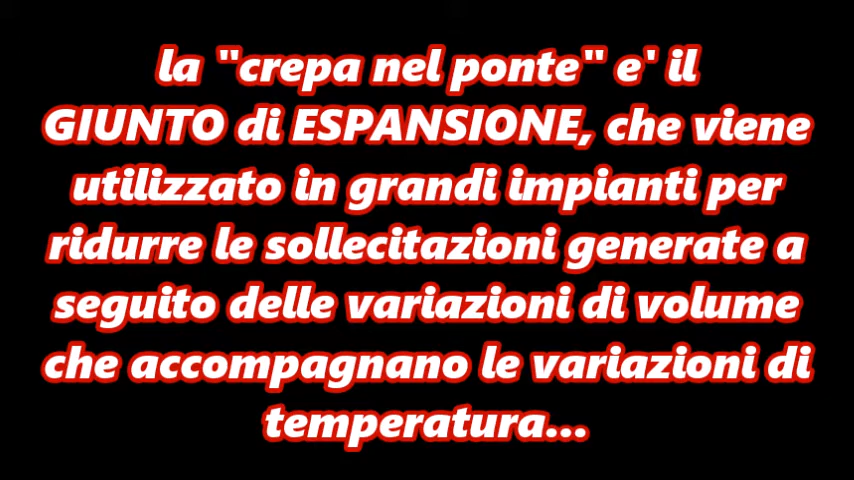 la "crepa nel ponte" e' il
GIUNTO di ESPANSIONE, che viene
utilizzato in grandi impianti per
ridurre le sollecitazioni generate a
seguito delle variazioni di volume
che accompagnano le variazioni di
temperatura...